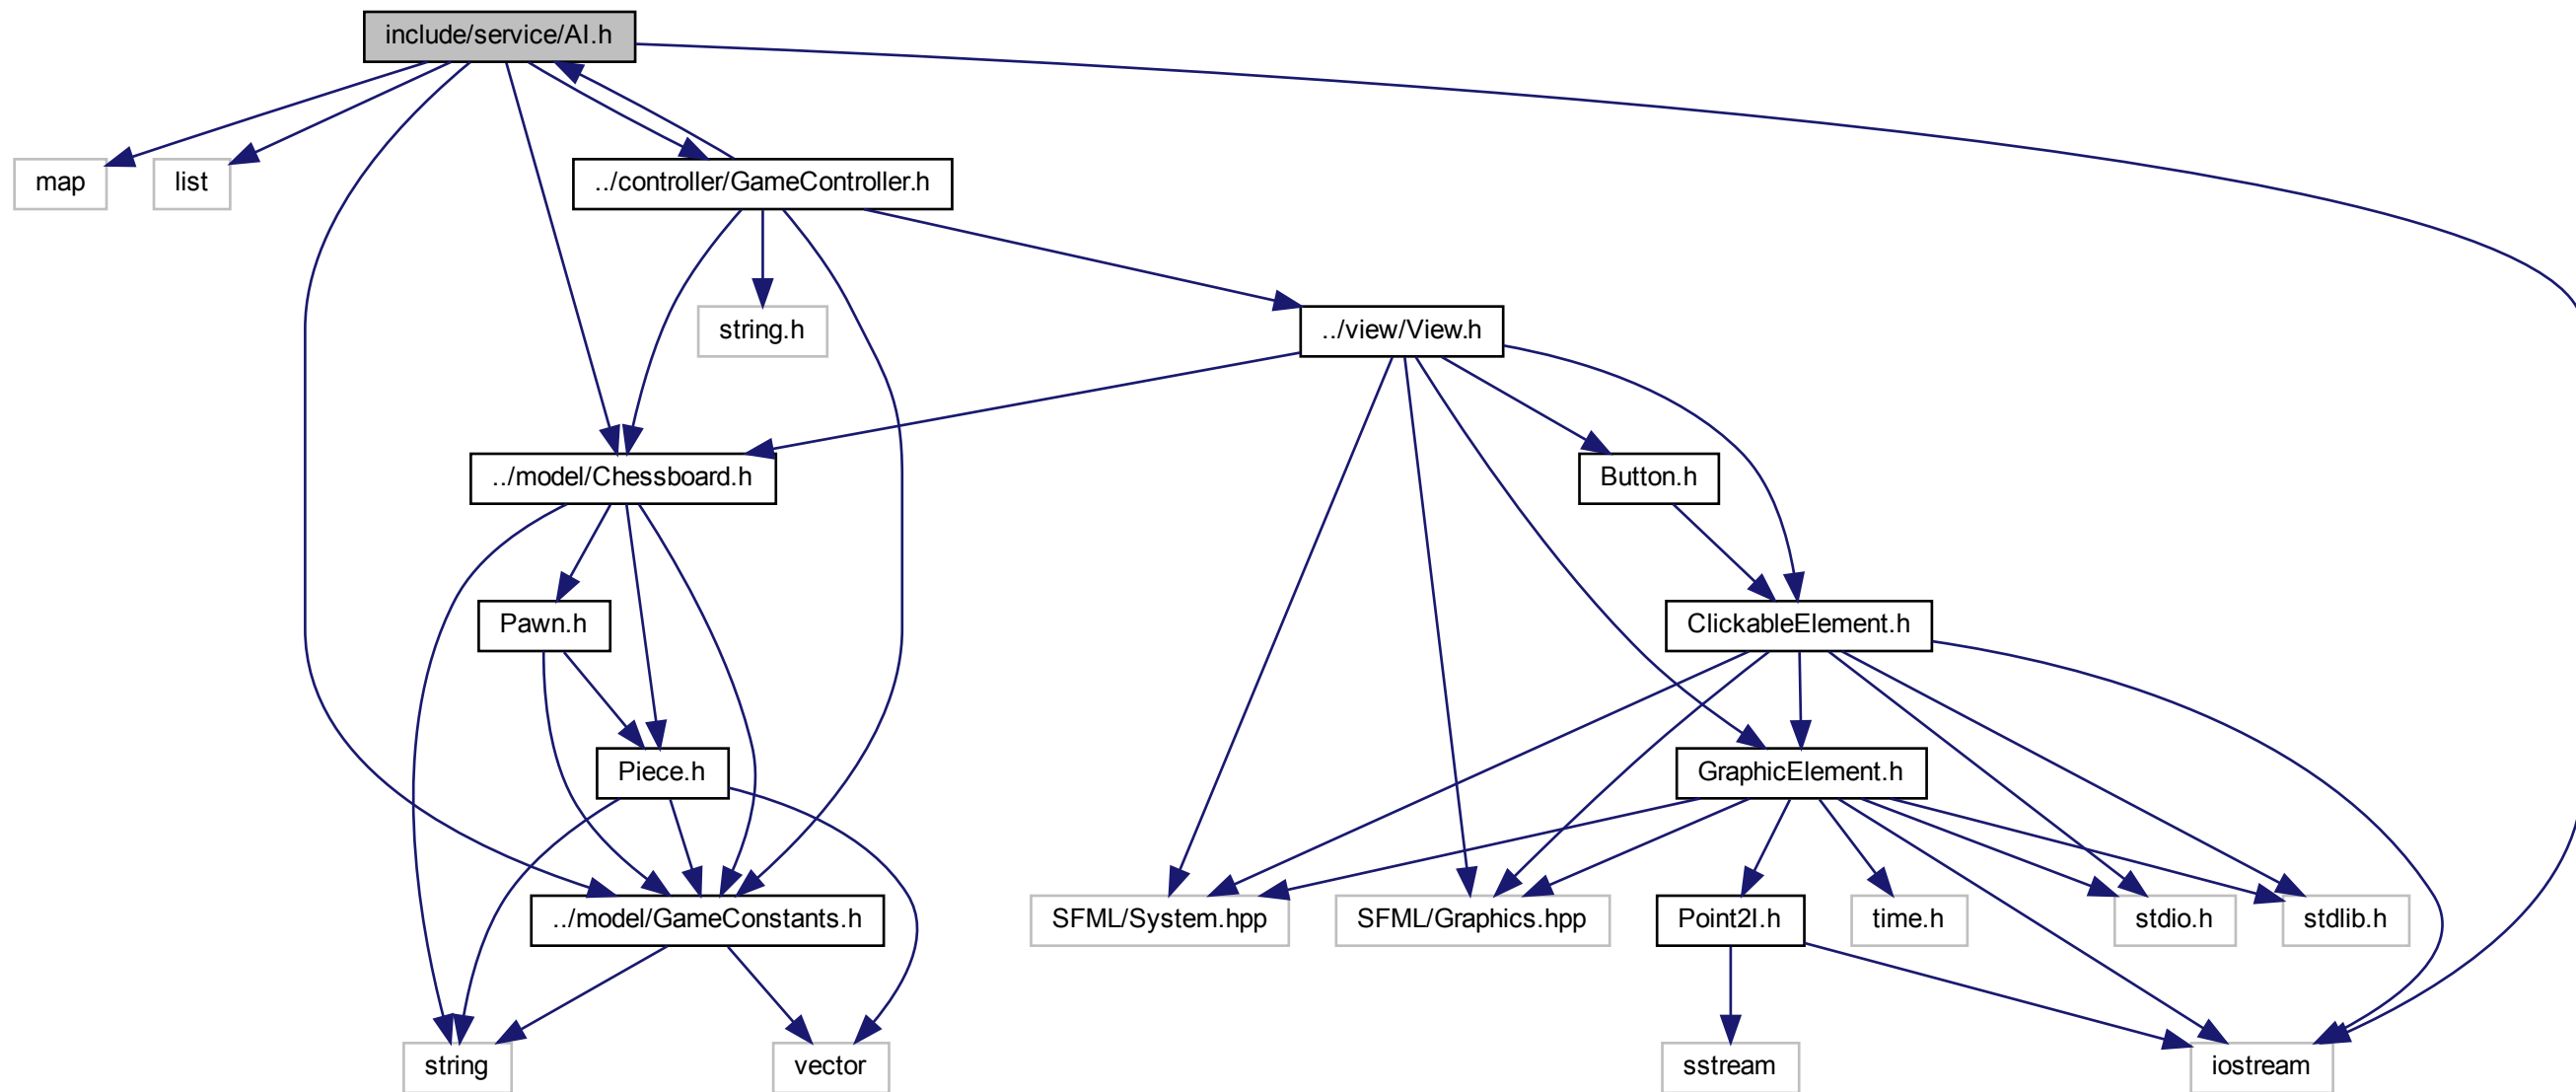 include/service/AI.h
map
list
../controller/GameController.h
string.h
../view/View.h
../model/Chessboard.h
Button.h
Pawn.h
ClickableElement.h
Piece.h
GraphicElement.h
../model/GameConstants.h
SFML/System.hpp
SFML/Graphics.hpp
Point2I.h
time.h
stdio.h
stdlib.h
string
vector
sstream
iostream